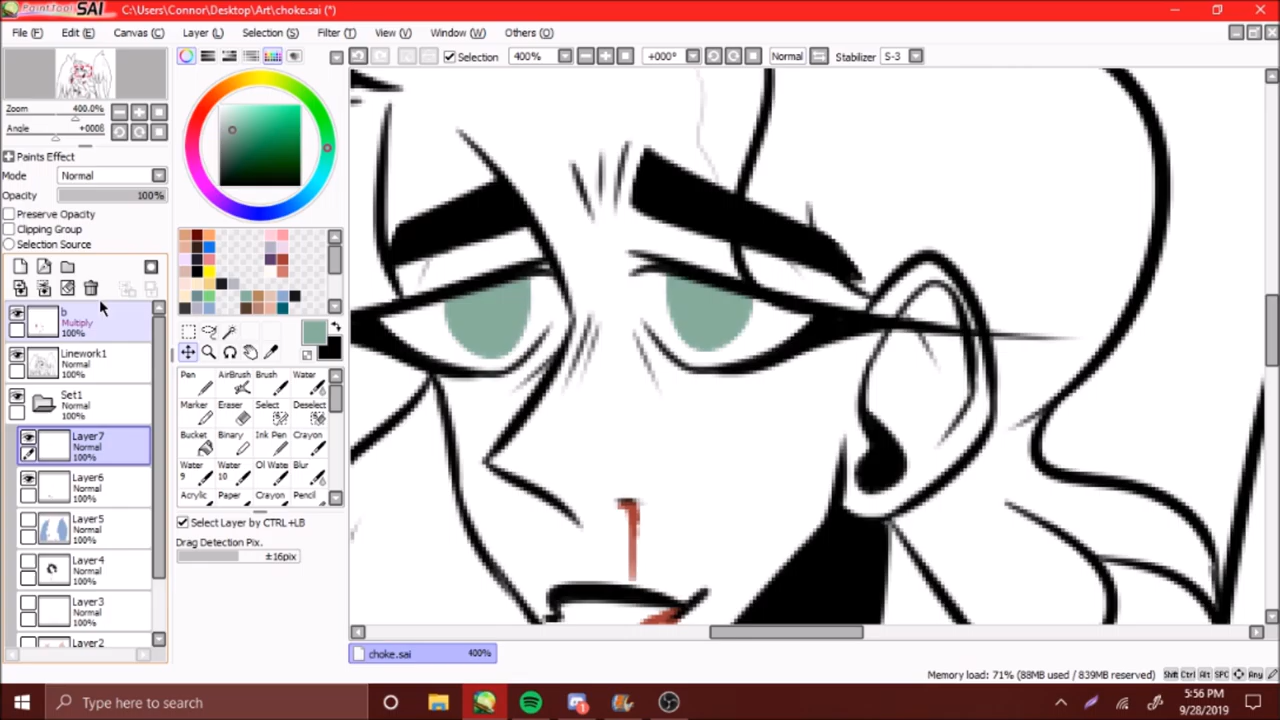 PaintTool SAI C:\Users\Connor\Desktop\Art\choke.sai (*)
File (F) Edit (E) Canvas (C) Layer (L) Selection (S) Filter (T) View (V) Window (W) Others (O)
Selection 400% +000° Normal Stabilizer S-3
Zoom 400.0%
Angle +000°
Paints Effect
Mode Normal
Opacity 100%
Preserve Opacity
Clipping Group
Selection Source
b
Multiply
100%
Linework1
Normal
100%
Set1
Normal
100%
Layer7
Normal
100%
Layer6
Normal
100%
Layer5
Normal
100%
Layer4
Normal
100%
Layer3
Normal
100%
Layer2
Pen AirBrush Brush Water
Marker Eraser Select Deselect
Bucket Binary Ink Pen Crayon
Water 9 Water 10 Oil Water Blur
Acrylic Paper Crayon Pencil
Select Layer by CTRL+LB
Drag Detection Pix.
±16pix
choke.sai 400%
Memory load: 71% (88MB used / 839MB reserved) Shift Ctrl Alt SPC Any
Type here to search
5:56 PM
9/28/2019